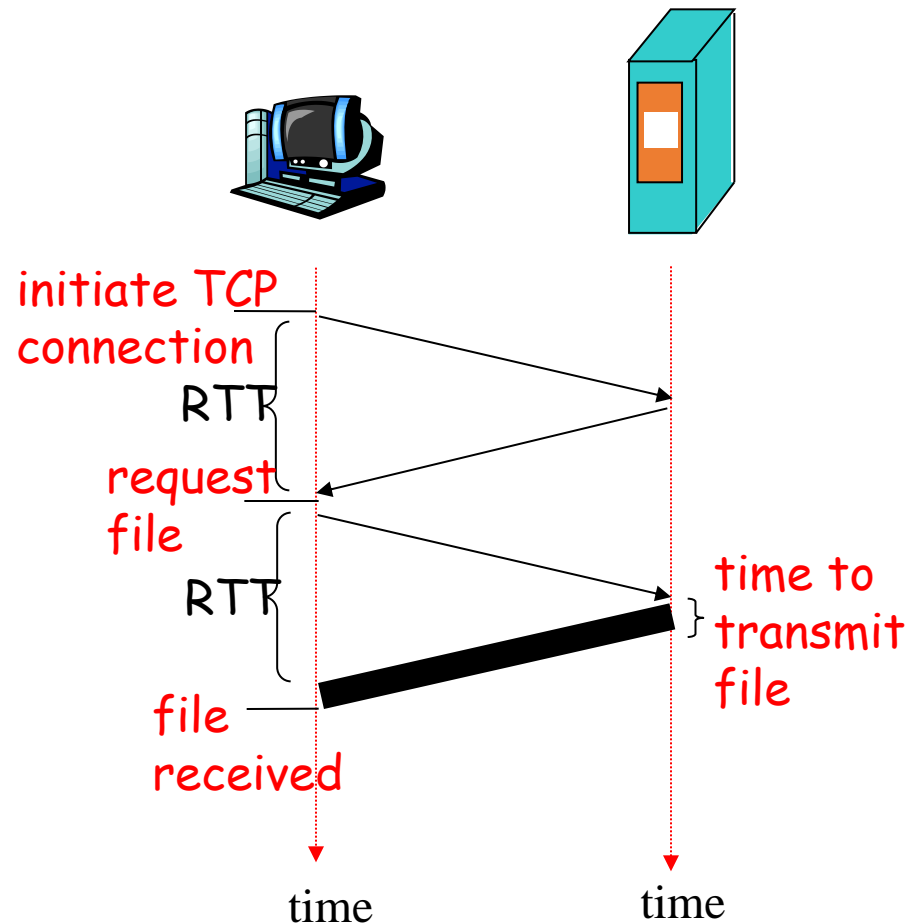 initiate TCP
connection
RTT
request
file
RTT
time to
transmit
file
file
received
time
time